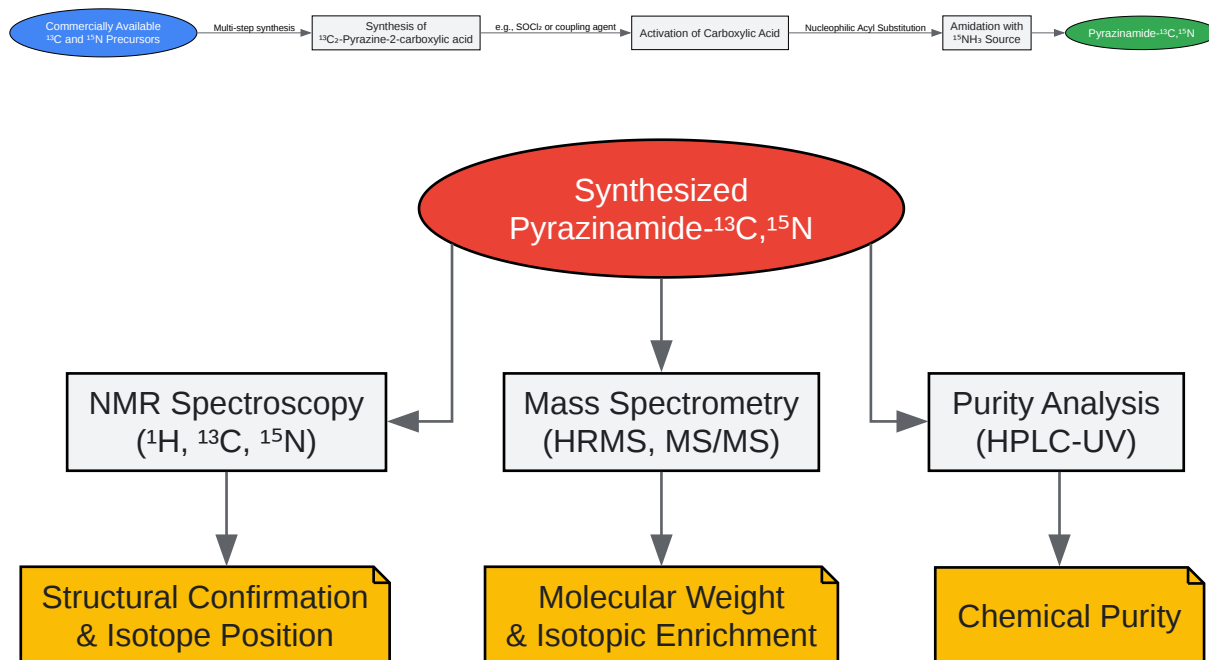 Commercially Available
¹³C and ¹⁵N Precursors
Multi-step synthesis
Synthesis of
¹³C₂-Pyrazine-2-carboxylic acid
e.g., SOCl₂ or coupling agent
Activation of Carboxylic Acid
Nucleophilic Acyl Substitution
Amidation with
¹⁵NH₃ Source
Pyrazinamide-¹³C,¹⁵N
Synthesized
Pyrazinamide-¹³C,¹⁵N
NMR Spectroscopy
(¹H, ¹³C, ¹⁵N)
Mass Spectrometry
(HRMS, MS/MS)
Purity Analysis
(HPLC-UV)
Structural Confirmation
& Isotope Position
Molecular Weight
& Isotopic Enrichment
Chemical Purity